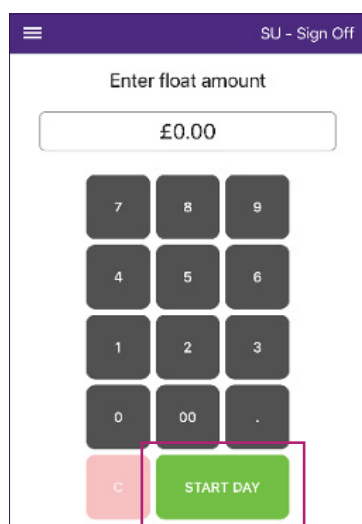 SU - Sign Off
Enter float amount
£0.00
7 8 9
4 5 6
1 2 3
0 00 .
C START DAY